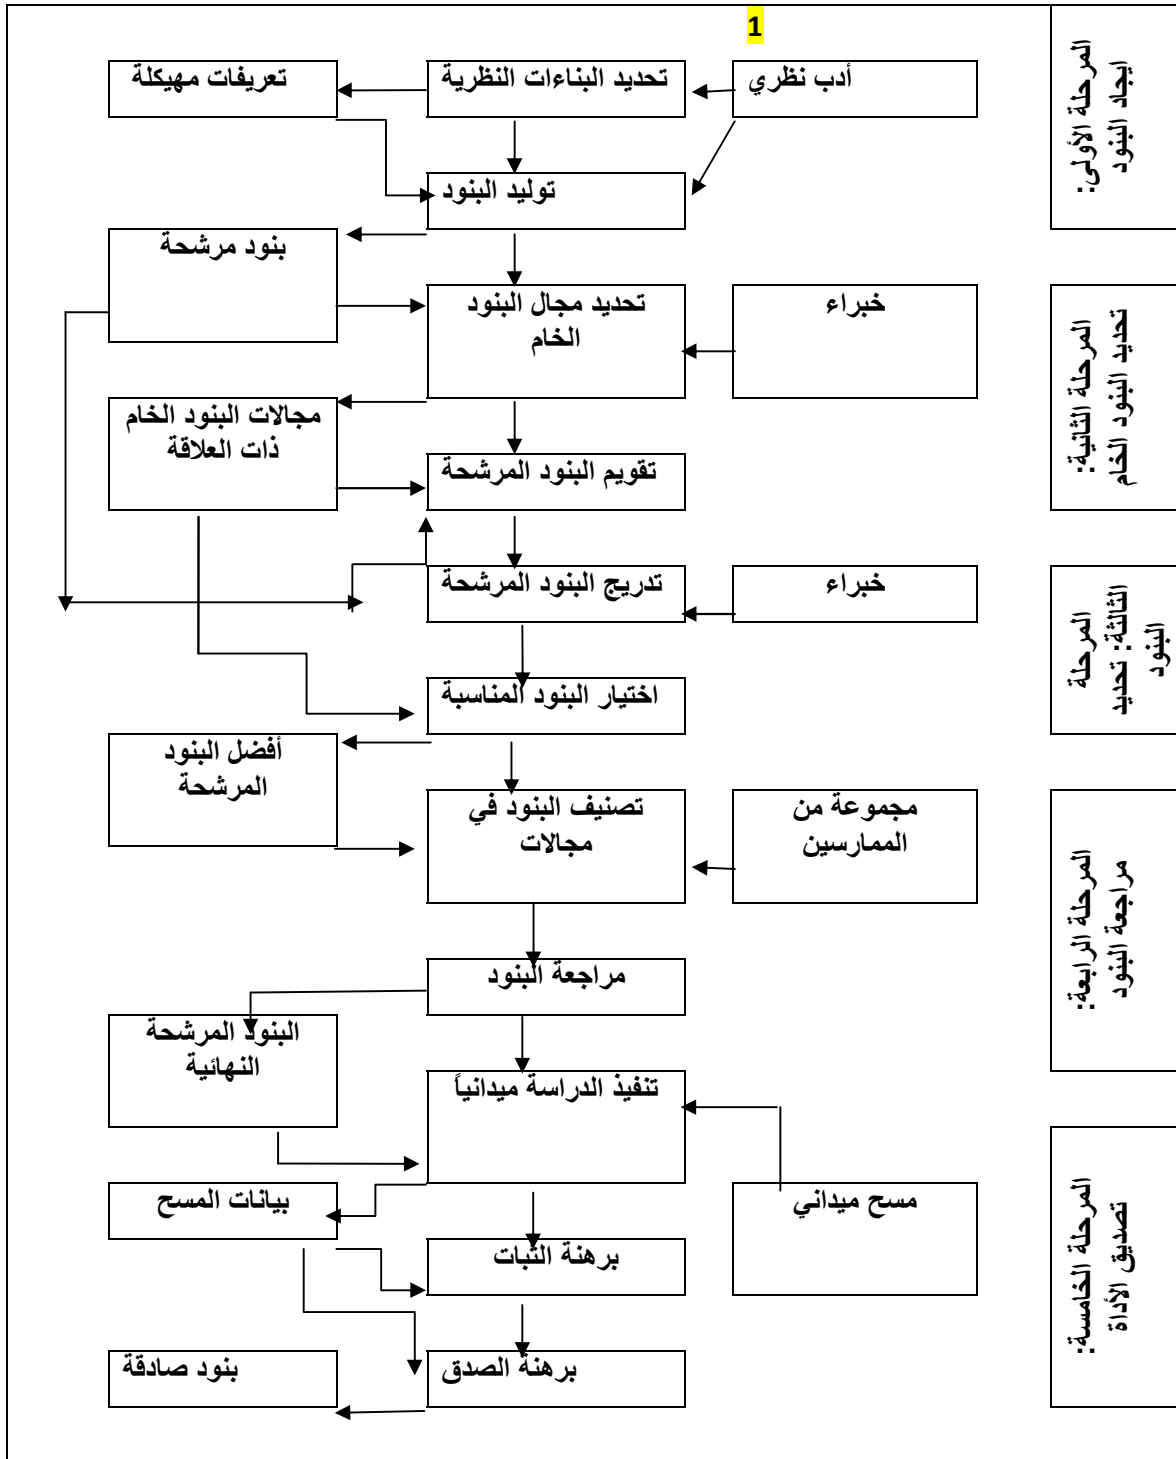 1
المرحلة الأولى:
ايجاد البنود
أدب نظري
تحديد البناءات النظرية
تعريفات مهيكلة
توليد البنود
بنود مرشحة
المرحلة الثانية:
تحديد البنود الخام
خبراء
تحديد مجال البنود
الخام
مجالات البنود الخام
ذات العلاقة
تقويم البنود المرشحة
المرحلة
الثالثة: تحديد
البنود
خبراء
تدريج البنود المرشحة
اختيار البنود المناسبة
أفضل البنود
المرشحة
المرحلة الرابعة:
مراجعة البنود
مجموعة من
الممارسين
تصنيف البنود في
مجالات
مراجعة البنود
البنود المرشحة
النهائية
تنفيذ الدراسة ميدانياً
المرحلة الخامسة:
تصديق الأداة
مسح ميداني
بيانات المسح
برهنة الثبات
برهنة الصدق
بنود صادقة